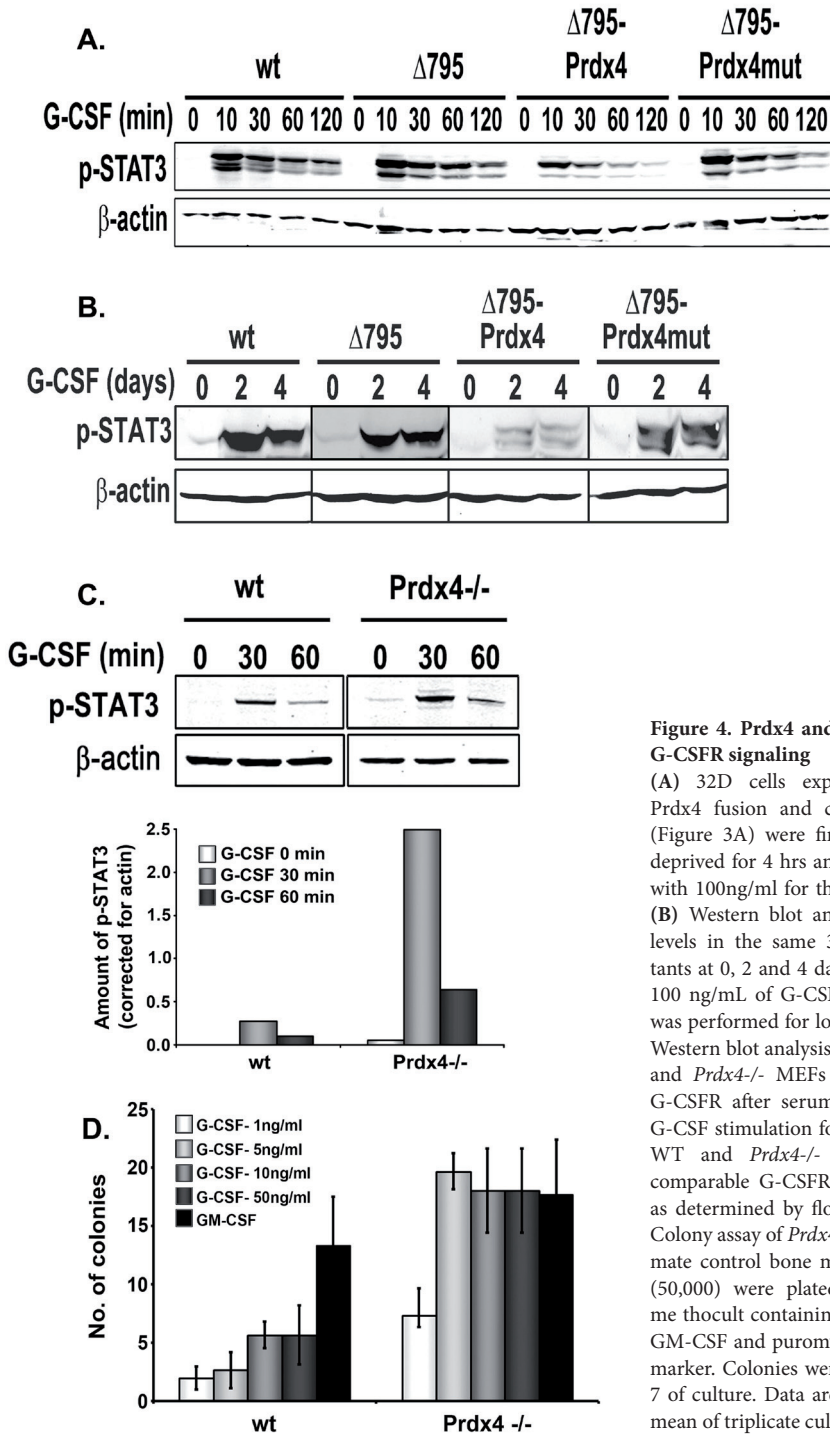 A.
wt
Δ795
Δ795-
Prdx4
Δ795-
Prdx4mut
G-CSF (min) 0 10 30 60 120 0 10 30 60 120 0 10 30 60 120 0 10 30 60 120
p-STAT3
β-actin
B.
wt
Δ795
Δ795-
Prdx4
Δ795-
Prdx4mut
G-CSF (days) 0 2 4 0 2 4 0 2 4 0 2 4
p-STAT3
β-actin
C.
wt
Prdx4-/-
G-CSF (min) 0 30 60 0 30 60
p-STAT3
β-actin
Amount of p-STAT3
(corrected for actin)
2.5
2.0
1.5
1.0
0.5
0.0
G-CSF 0 min
G-CSF 30 min
G-CSF 60 min
wt
Prdx4-/-
D.
No. of colonies
25
20
15
10
5
0
G-CSF- 1ng/ml
G-CSF- 5ng/ml
G-CSF- 10ng/ml
G-CSF- 50ng/ml
GM-CSF
wt
Prdx4 -/-
Figure 4. Prdx4 and
G-CSFR signaling
(A) 32D cells exp
Prdx4 fusion and c
(Figure 3A) were fir
deprived for 4 hrs an
with 100ng/ml for th
(B) Western blot an
levels in the same 3
tants at 0, 2 and 4 da
100 ng/mL of G-CSF
was performed for lo
Western blot analysis
and Prdx4-/- MEFs
G-CSFR after serum
G-CSF stimulation fo
WT and Prdx4-/-
comparable G-CSFR
as determined by flo
Colony assay of Prdx4
mate control bone m
(50,000) were plated
me thocult containing
GM-CSF and purom
marker. Colonies wer
7 of culture. Data are
mean of triplicate cul